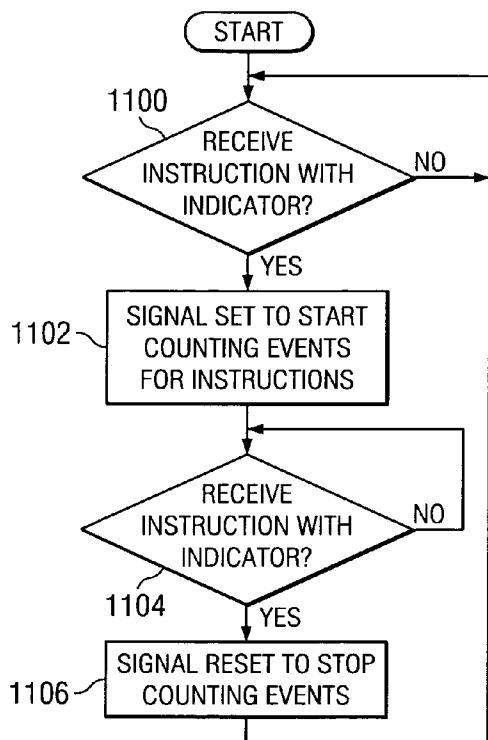 START
1100
RECEIVE
INSTRUCTION WITH
INDICATOR?
NO
YES
1102
SIGNAL SET TO START
COUNTING EVENTS
FOR INSTRUCTIONS
RECEIVE
INSTRUCTION WITH
INDICATOR?
NO
1104
YES
1106
SIGNAL RESET TO STOP
COUNTING EVENTS